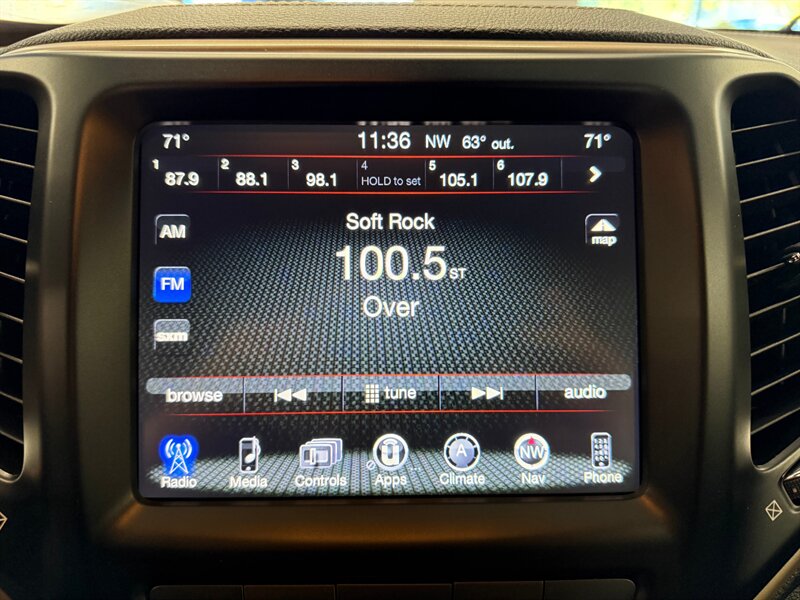 71° 11:36 NW 63° out. 71°
1 87.9 2 88.1 3 98.1 4 HOLD to set 5 105.1 6 107.9
AM
Soft Rock
map
100.5 ST
FM
Over
browse tune audio
A NW
Radio Media Controls Apps Climate Nav Phone